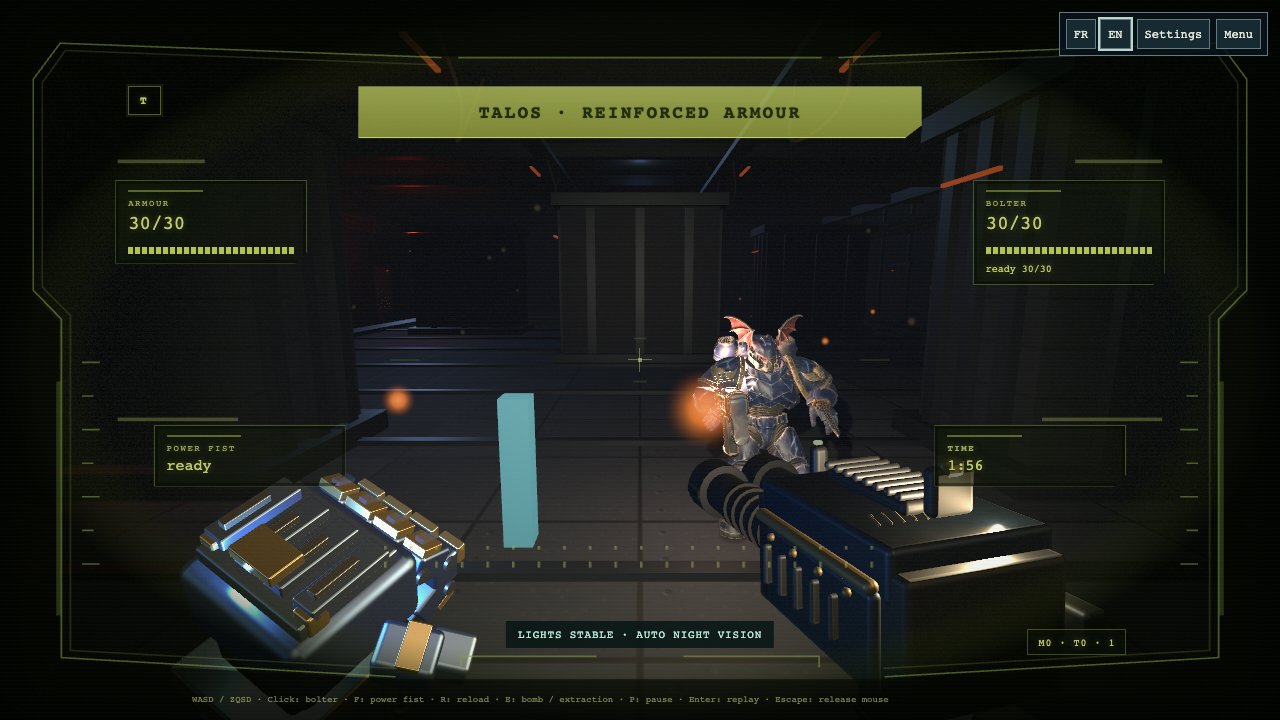 FR EN Settings Menu
T
TALOS · REINFORCED ARMOUR
ARMOUR
30/30
BOLTER
30/30
ready 30/30
POWER FIST
ready
TIME
1:56
LIGHTS STABLE · AUTO NIGHT VISION
M0 · T0 · 1
WASD / ZQSD · Click: bolter · F: power fist · R: reload · E: bomb / extraction · P: pause · Enter: replay · Escape: release mouse